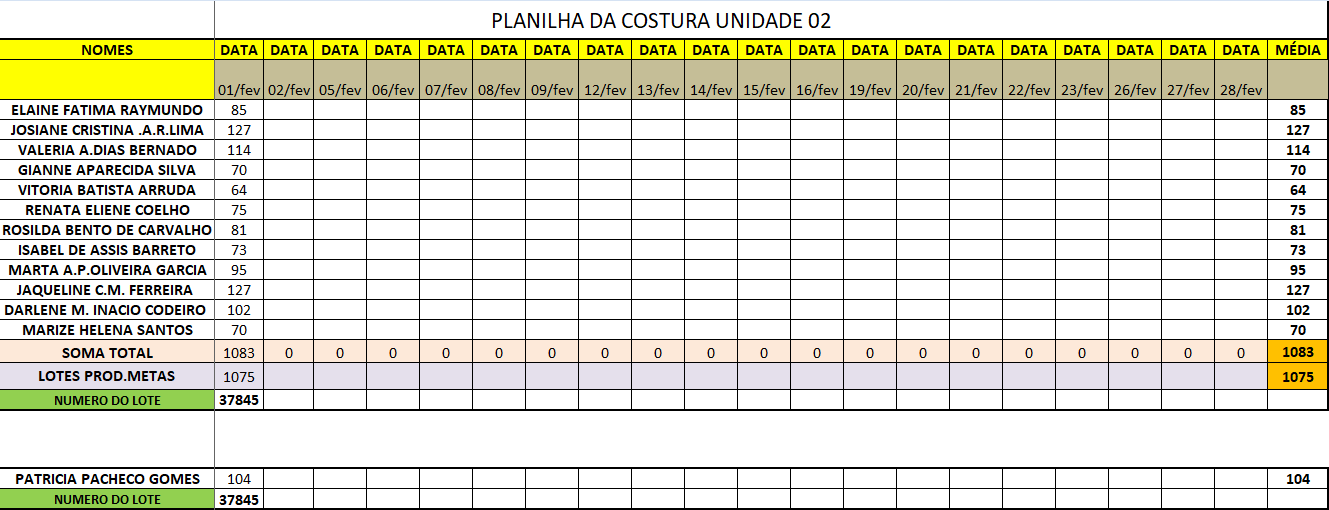 PLANILHA DA COSTURA UNIDADE 02
NOMES DATA DATA DATA DATA DATA DATA DATA DATA DATA DATA DATA DATA DATA DATA DATA DATA DATA DATA DATA DATA MÉDIA
01/fev 02/fev 05/fev 06/fev 07/fev 08/fev 09/fev 12/fev 13/fev 14/fev 15/fev 16/fev 19/fev 20/fev 21/fev 22/fev 23/fev 26/fev 27/fev 28/fev
ELAINE FATIMA RAYMUNDO 85 85
JOSIANE CRISTINA .A.R.LIMA 127 127
VALERIA A.DIAS BERNADO 114 114
GIANNE APARECIDA SILVA 70 70
VITORIA BATISTA ARRUDA 64 64
RENATA ELIENE COELHO 75 75
ROSILDA BENTO DE CARVALHO 81 81
ISABEL DE ASSIS BARRETO 73 73
MARTA A.P.OLIVEIRA GARCIA 95 95
JAQUELINE C.M. FERREIRA 127 127
DARLENE M. INACIO CODEIRO 102 102
MARIZE HELENA SANTOS 70 70
SOMA TOTAL 1083 0 0 0 0 0 0 0 0 0 0 0 0 0 0 0 0 0 0 0 1083
LOTES PROD.METAS 1075 1075
NUMERO DO LOTE 37845
PATRICIA PACHECO GOMES 104 104
NUMERO DO LOTE 37845